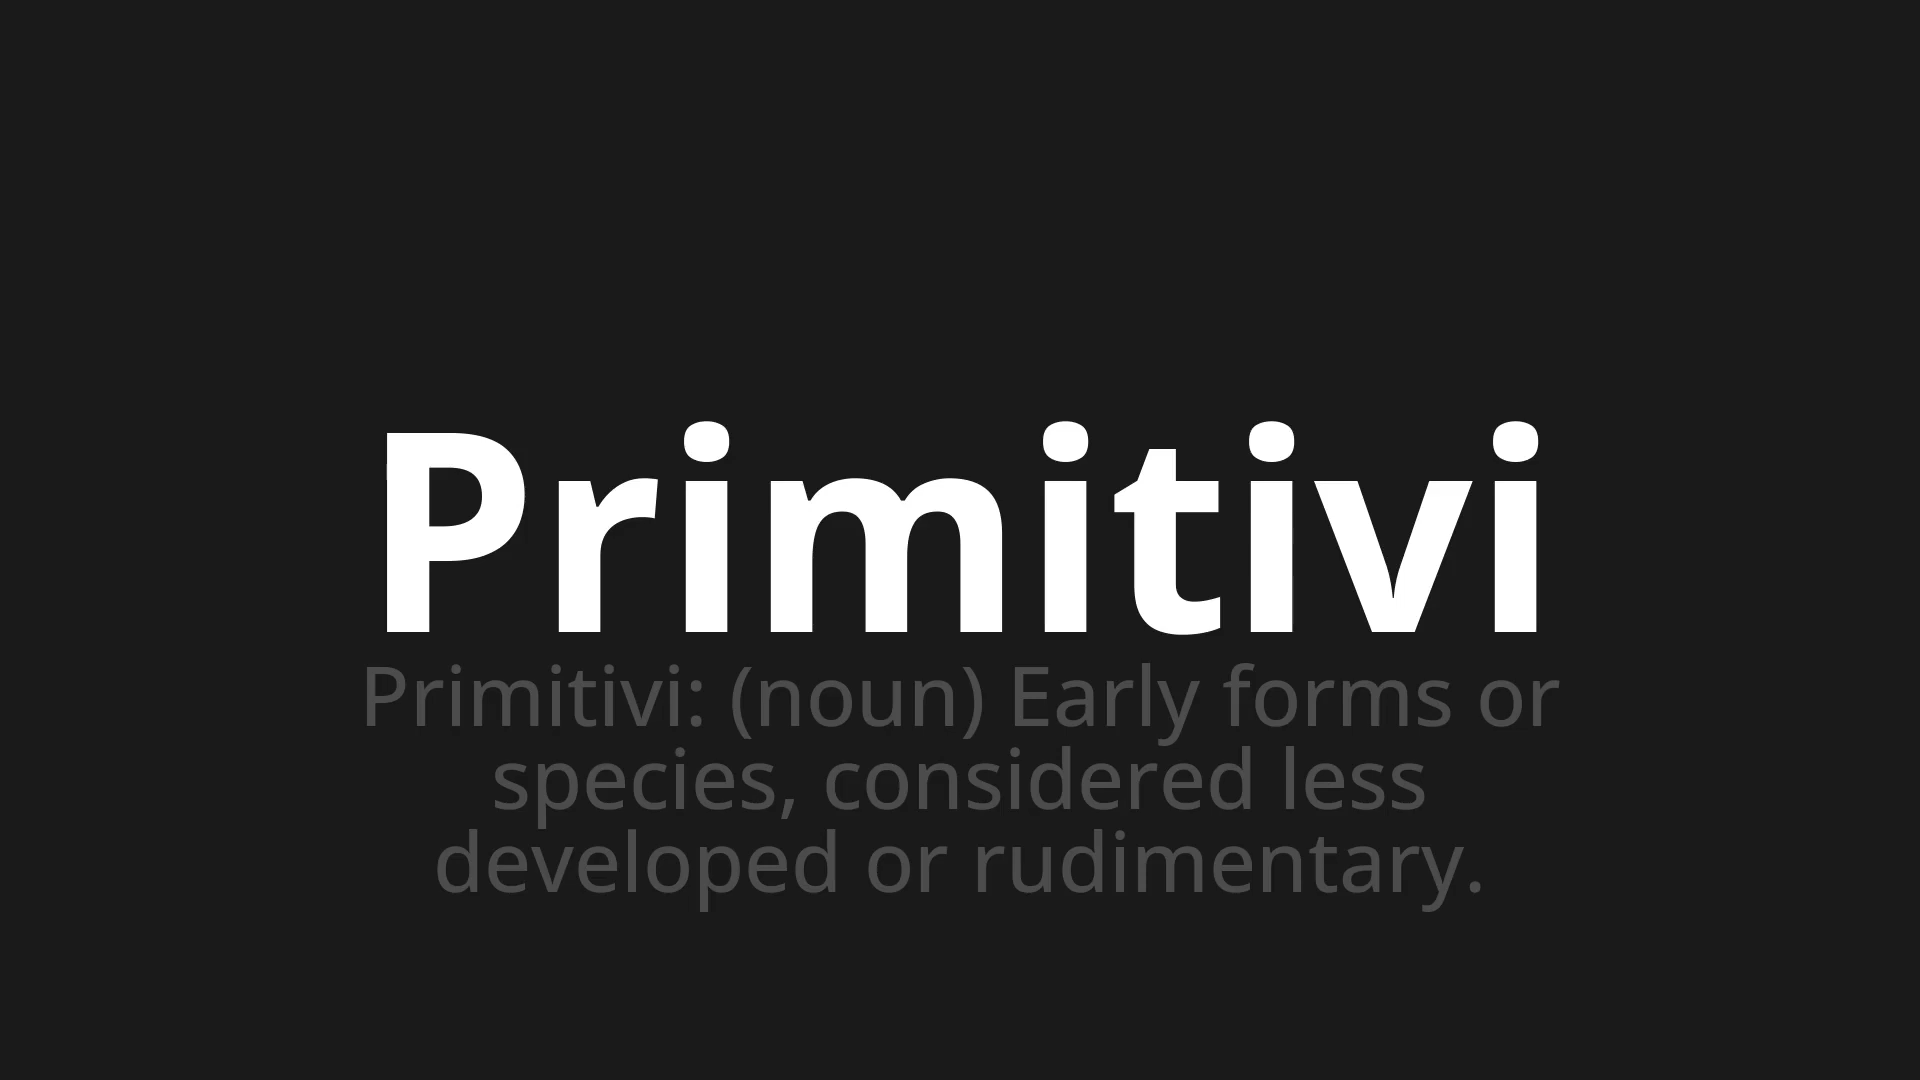 Primitivi
Primitivi: (noun) Early forms or
species, considered less
developed or rudimentary.